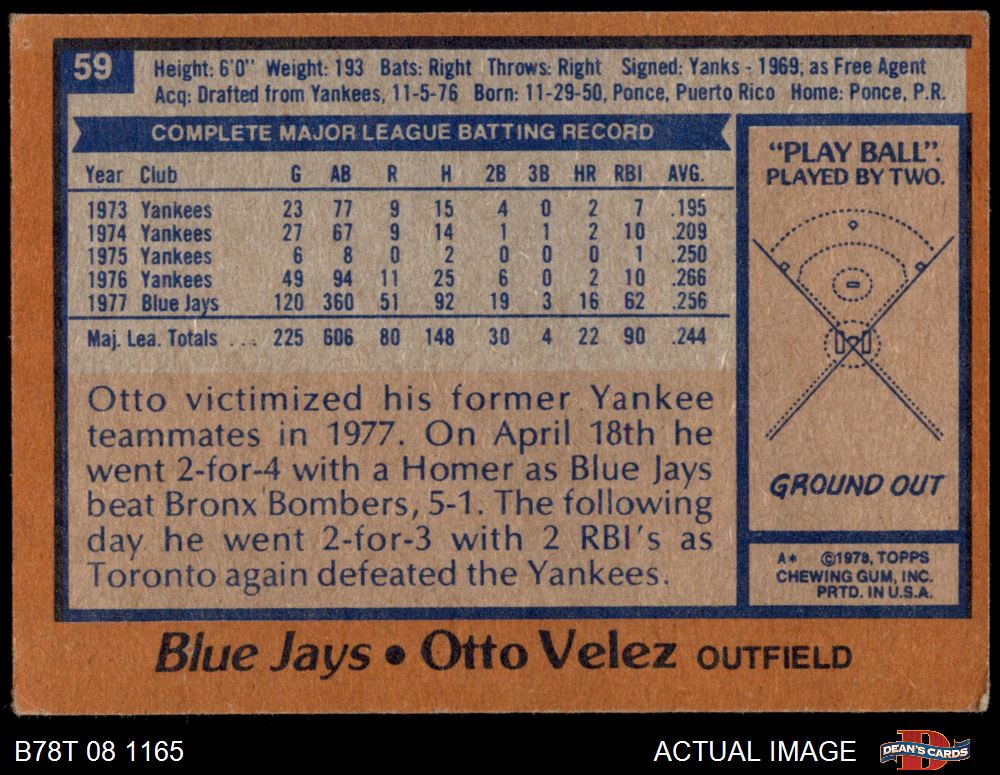 59
Height: 6'0" Weight: 193 Bats: Right Throws: Right Signed: Yanks - 1969, as Free Agent
Acq: Drafted from Yankees, 11-5-76 Born: 11-29-50, Ponce, Puerto Rico Home: Ponce, P.R.
COMPLETE MAJOR LEAGUE BATTING RECORD
Year Club G AB R H 2B 3B HR RBI AVG.
1973 Yankees 23 77 9 15 4 0 2 7 .195
1974 Yankees 27 67 9 14 1 1 2 10 .209
1975 Yankees 6 8 0 2 0 0 0 1 .250
1976 Yankees 49 94 11 25 6 0 2 10 .266
1977 Blue Jays 120 360 51 92 19 3 16 62 .256
Maj. Lea. Totals ... 225 606 80 148 30 4 22 90 .244
Otto victimized his former Yankee
teammates in 1977. On April 18th he
went 2-for-4 with a Homer as Blue Jays
beat Bronx Bombers, 5-1. The following
day he went 2-for-3 with 2 RBI's as
Toronto again defeated the Yankees.
"PLAY BALL".
PLAYED BY TWO.
GROUND OUT
A* ©1978, TOPPS
CHEWING GUM, INC.
PRTD. IN U.S.A.
Blue Jays • Otto Velez OUTFIELD
B78T 08 1165
ACTUAL IMAGE
D
DEAN'S CARDS